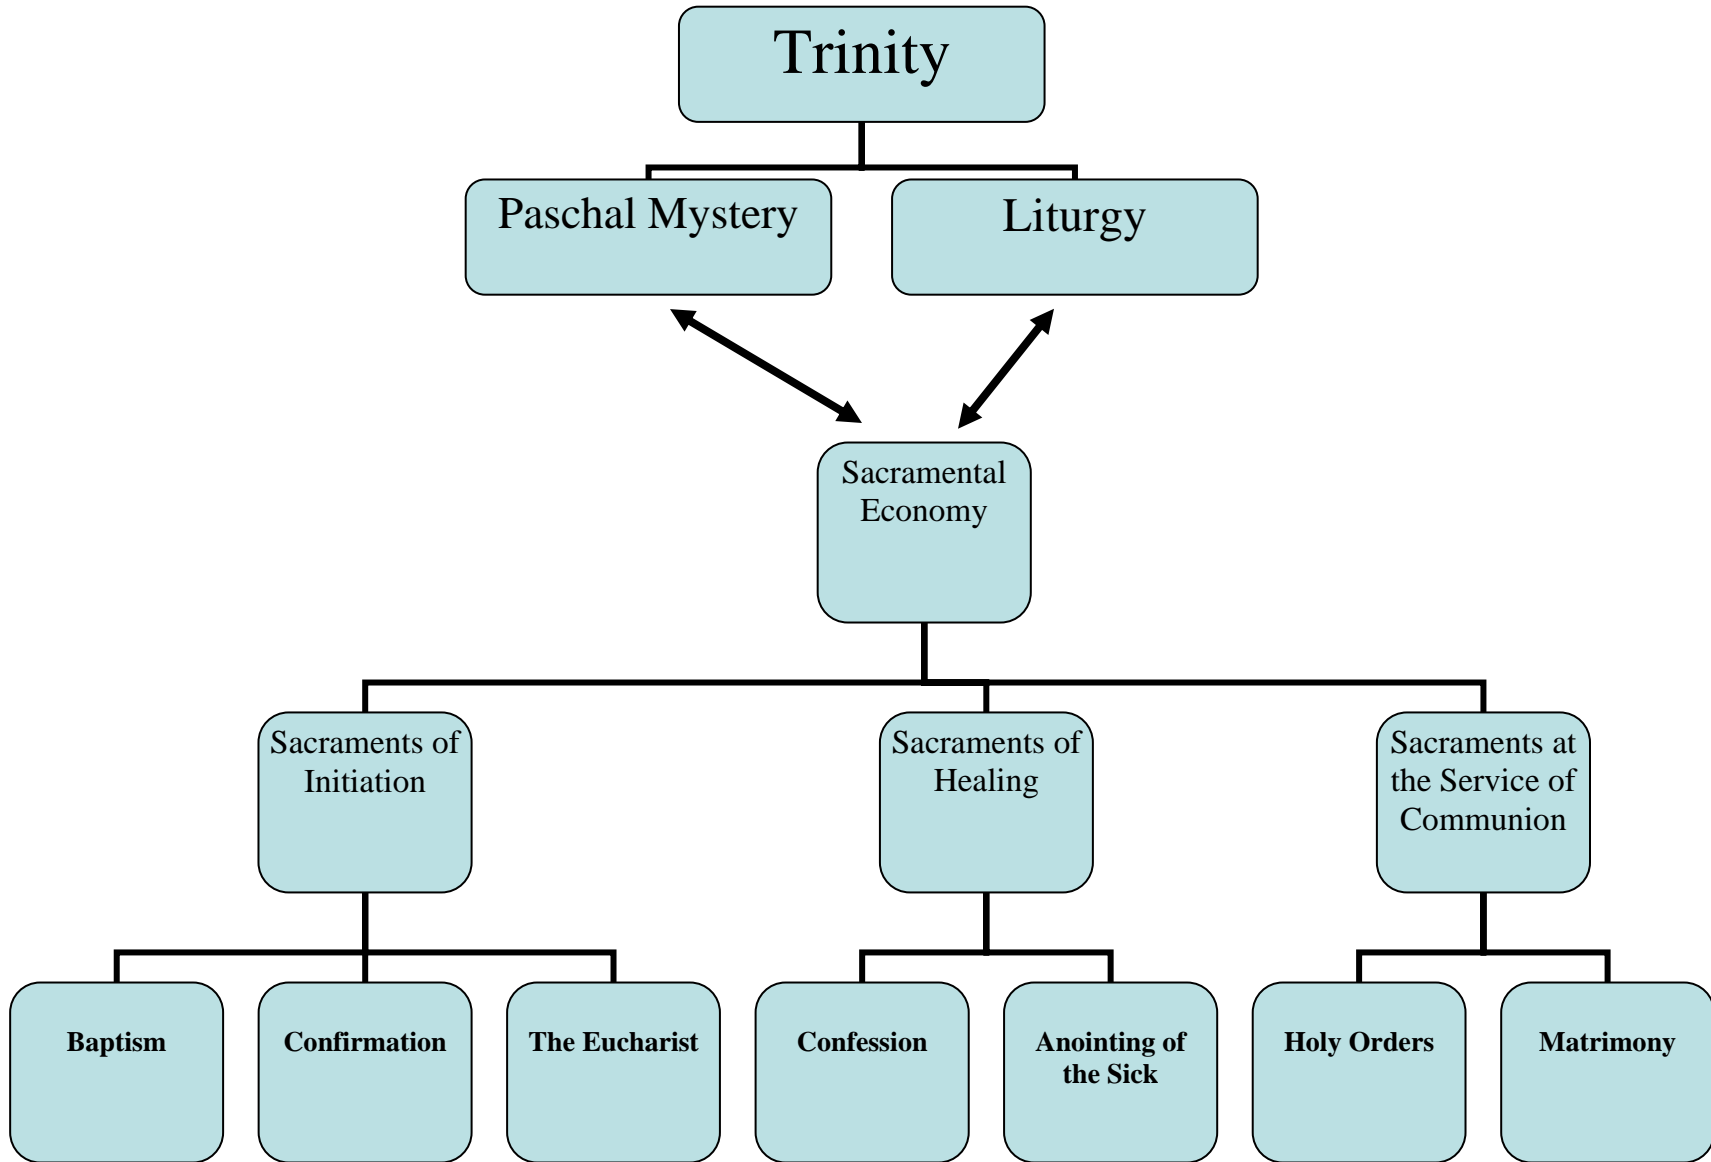 Trinity
Paschal Mystery
Liturgy
Sacramental
Economy
Sacraments of
Initiation
Sacraments of
Healing
Sacraments at
the Service of
Communion
Baptism
Confirmation
The Eucharist
Confession
Anointing of
the Sick
Holy Orders
Matrimony